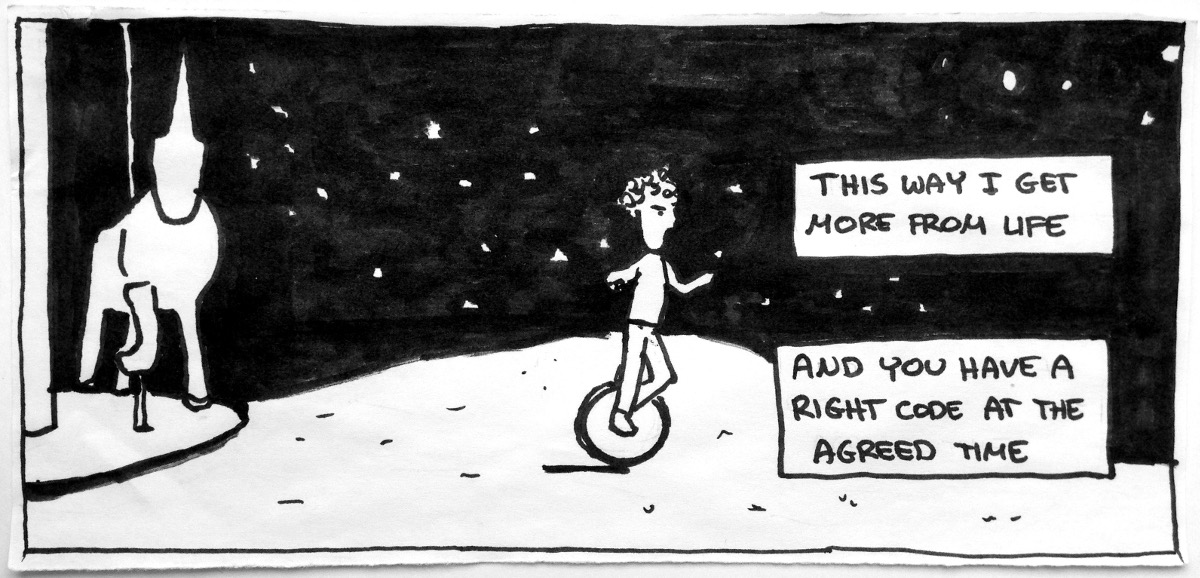 THIS WAY I GET
MORE FROM LIFE
AND YOU HAVE A
RIGHT CODE AT THE
AGREED TIME